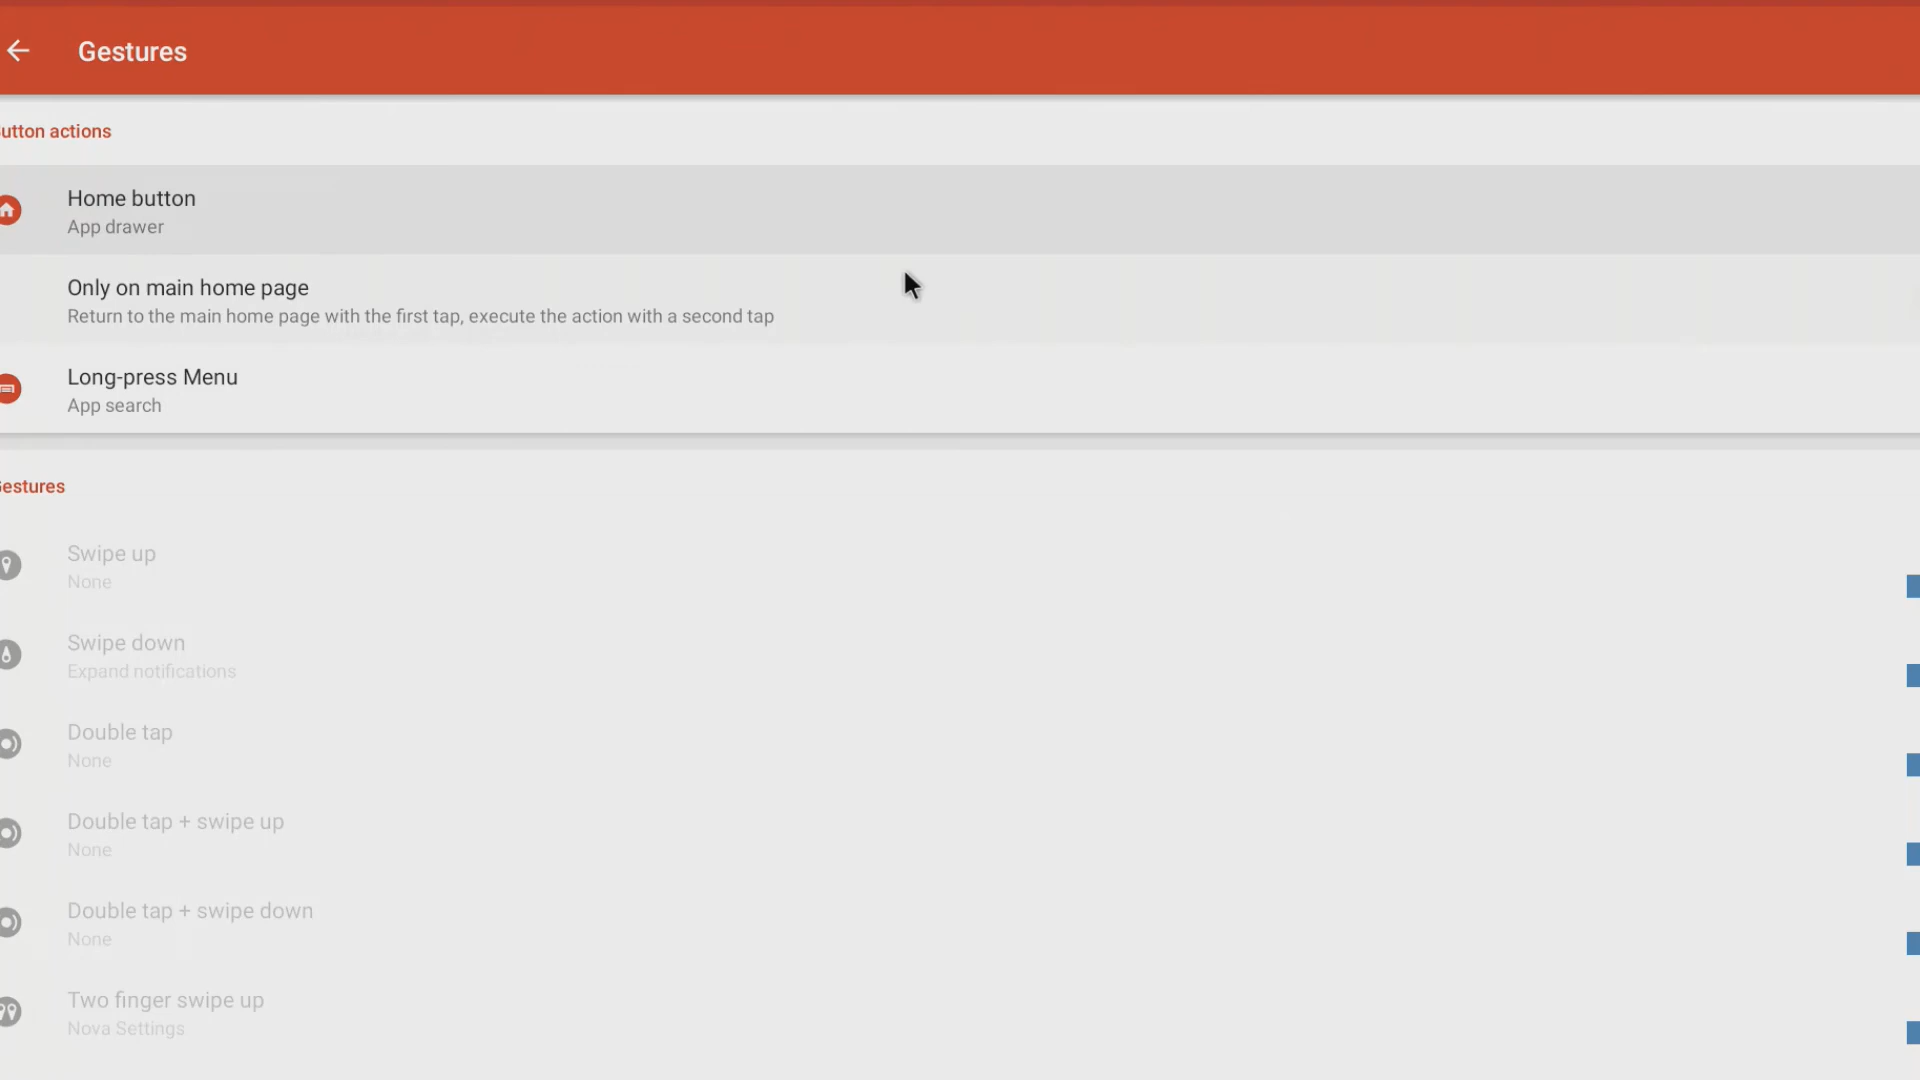 Gestures
utton actions
Home button
App drawer
Only on main home page
Return to the main home page with the first tap, execute the action with a second tap
Long-press Menu
App search
estures
Swipe up
None
Swipe down
Expand notifications
Double tap
None
Double tap + swipe up
None
Double tap + swipe down
None
Two finger swipe up
Nova Settings